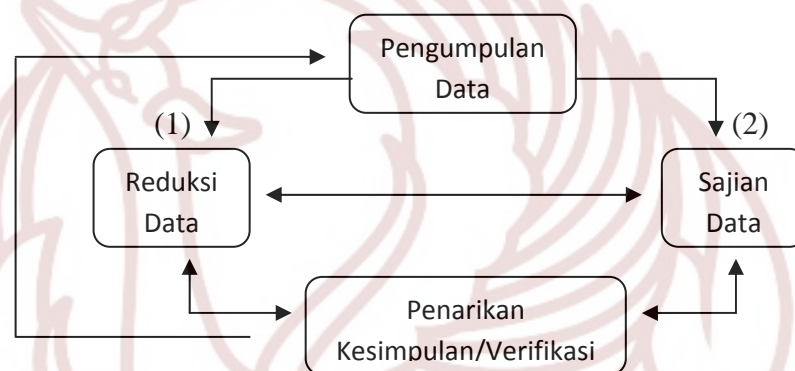 Pengumpulan
Data
(1)
(2)
Reduksi
Data
Sajian
Data
Penarikan
Kesimpulan/Verifikasi